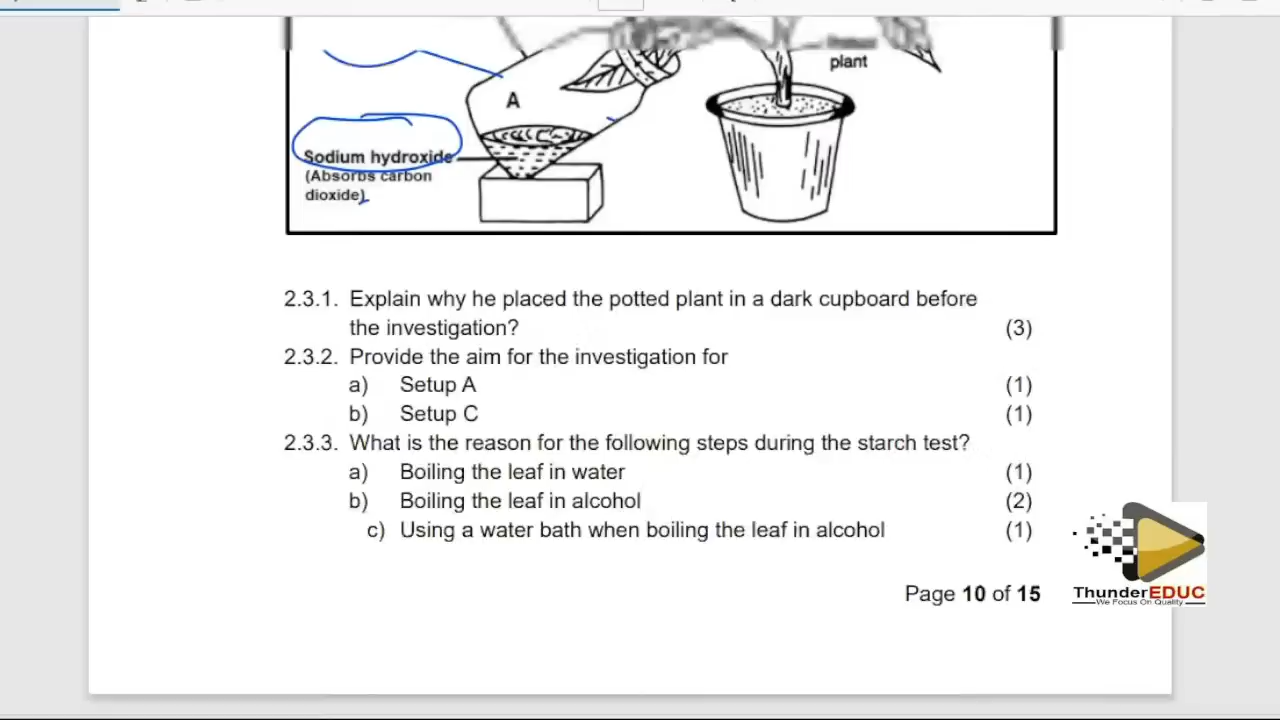 plant
A
Sodium hydroxide
(Absorbs carbon
dioxide)
2.3.1. Explain why he placed the potted plant in a dark cupboard before
the investigation? (3)
2.3.2. Provide the aim for the investigation for
a) Setup A (1)
b) Setup C (1)
2.3.3. What is the reason for the following steps during the starch test?
a) Boiling the leaf in water (1)
b) Boiling the leaf in alcohol (2)
c) Using a water bath when boiling the leaf in alcohol (1)
Page 10 of 15
ThunderEDUC
We Focus On Quality